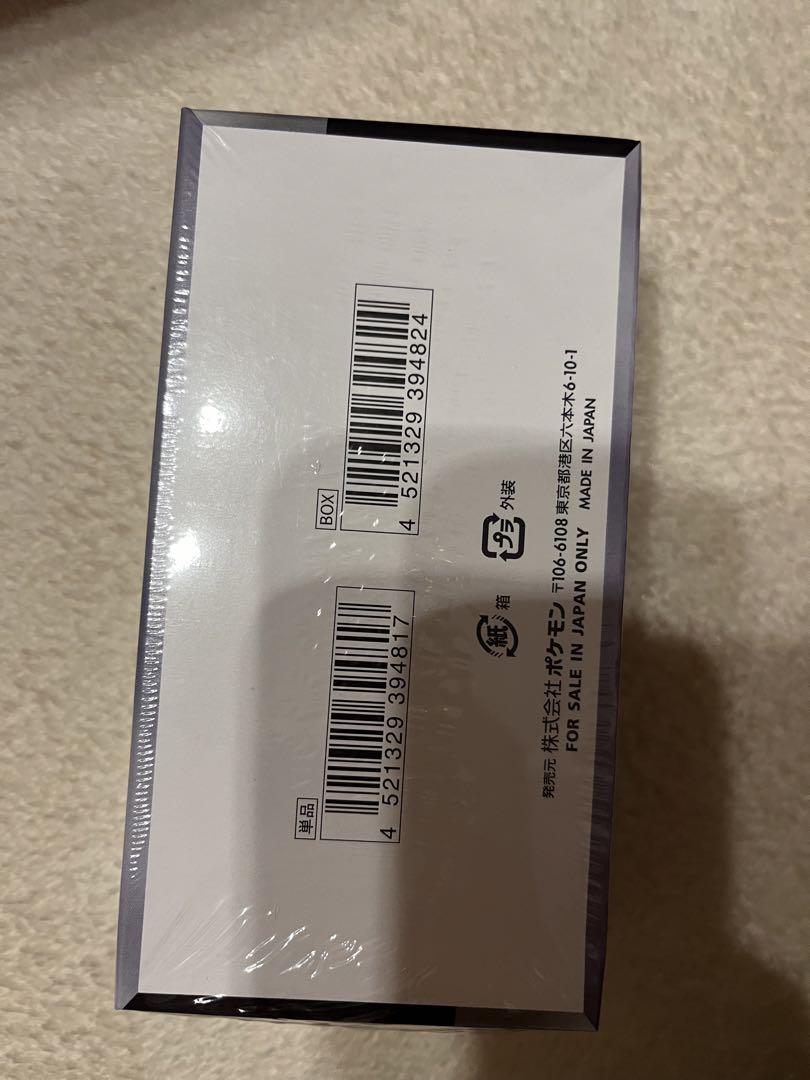 単品
4 521329 394817
BOX
4 521329 394824
紙 箱
プラ 外装
発売元 株式会社ポケモン 〒106-6108 東京都港区六本木6-10-1
FOR SALE IN JAPAN ONLY MADE IN JAPAN